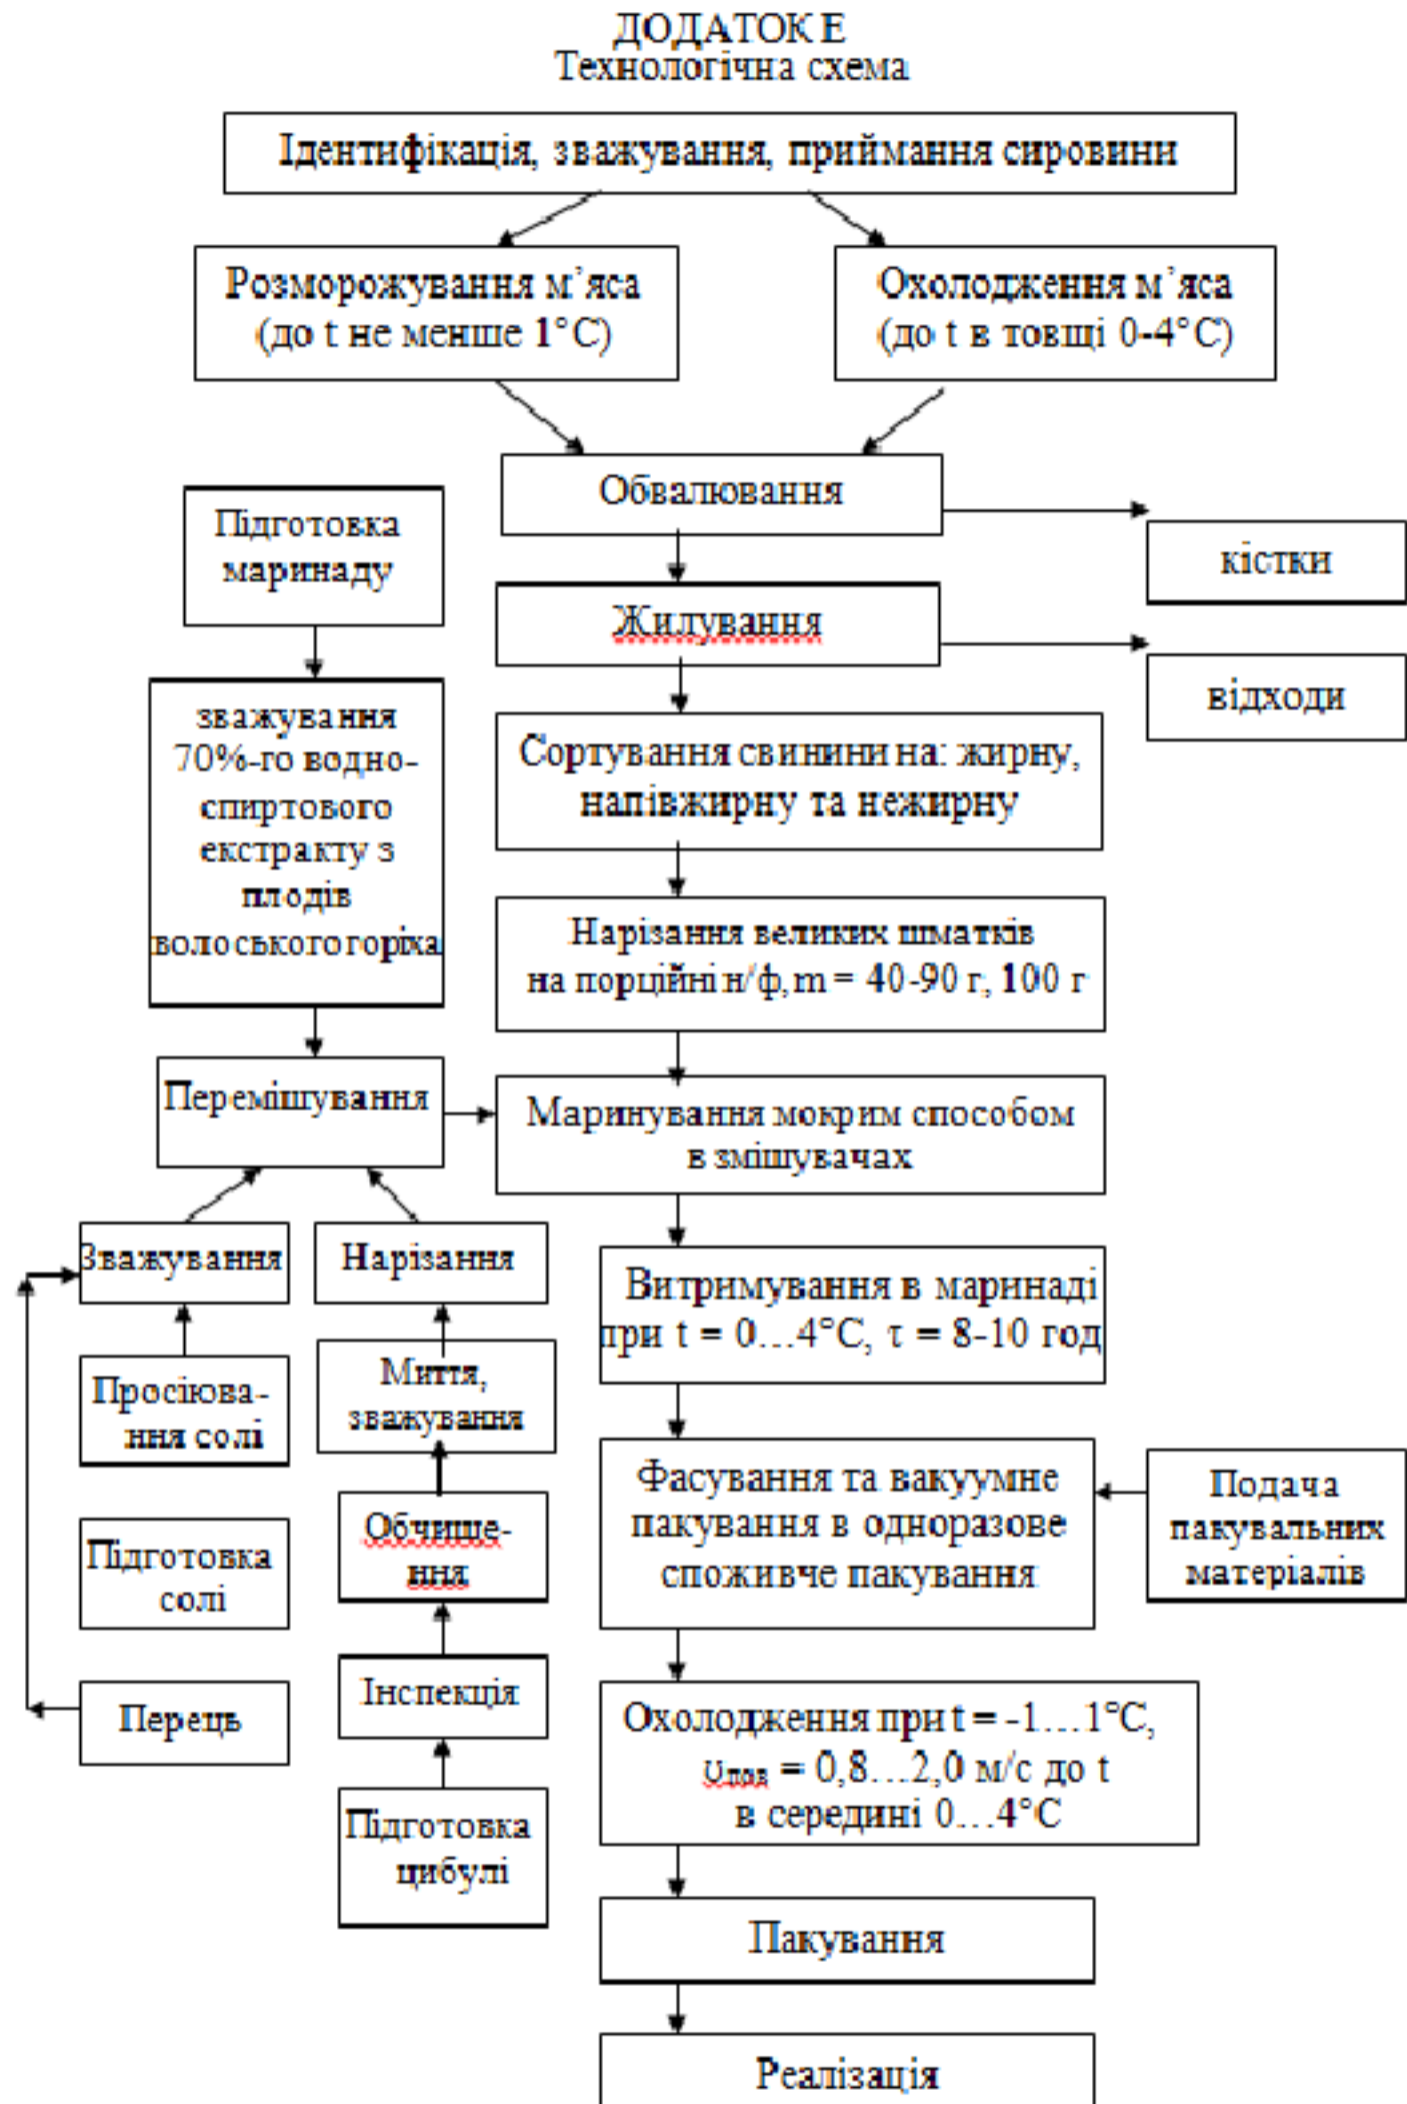 ДОДАТОК Е
Технологічна схема
Ідентифікація, зважування, приймання сировини
Розморожування м’яса
(до t не менше 1°С)
Охолодження м’яса
(до t в товщі 0-4°С)
Обвалювання
кістки
Жилування
відходи
Сортування свинини на: жирну,
напівжирну та нежирну
Нарізання великих шматків
на порційні н/ф, m = 40-90 г, 100 г
Підготовка
маринаду
зважування
70%-го водно-
спиртового
екстракту з
плодів
волоського горіха
Перемішування
Маринування мокрим способом
в змішувачах
Зважування
Нарізання
Просіюва-
ння солі
Миття,
зважування
Підготовка
солі
Обчище-
ння
Перець
Інспекція
Підготовка
цибулі
Витримування в маринаді
при t = 0…4°С, τ = 8-10 год
Фасування та вакуумне
пакування в одноразове
споживче пакування
Подача
пакувальних
матеріалів
Охолодження при t = -1…1°С,
υпов = 0,8…2,0 м/с до t
в середині 0…4°С
Пакування
Реалізація